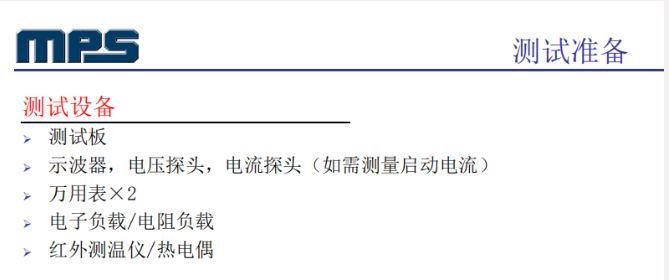 MPS
测试准备
测试设备
测试板
示波器，电压探头，电流探头（如需测量启动电流）
万用表×2
电子负载/电阻负载
红外测温仪/热电偶